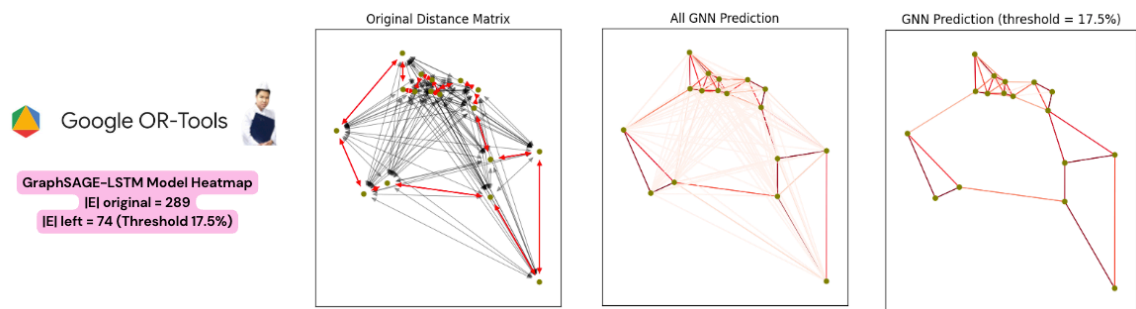 Original Distance Matrix
All GNN Prediction
GNN Prediction (threshold = 17.5%)
Google OR-Tools
GraphSAGE-LSTM Model Heatmap
|E| original = 289
|E| left = 74 (Threshold 17.5%)